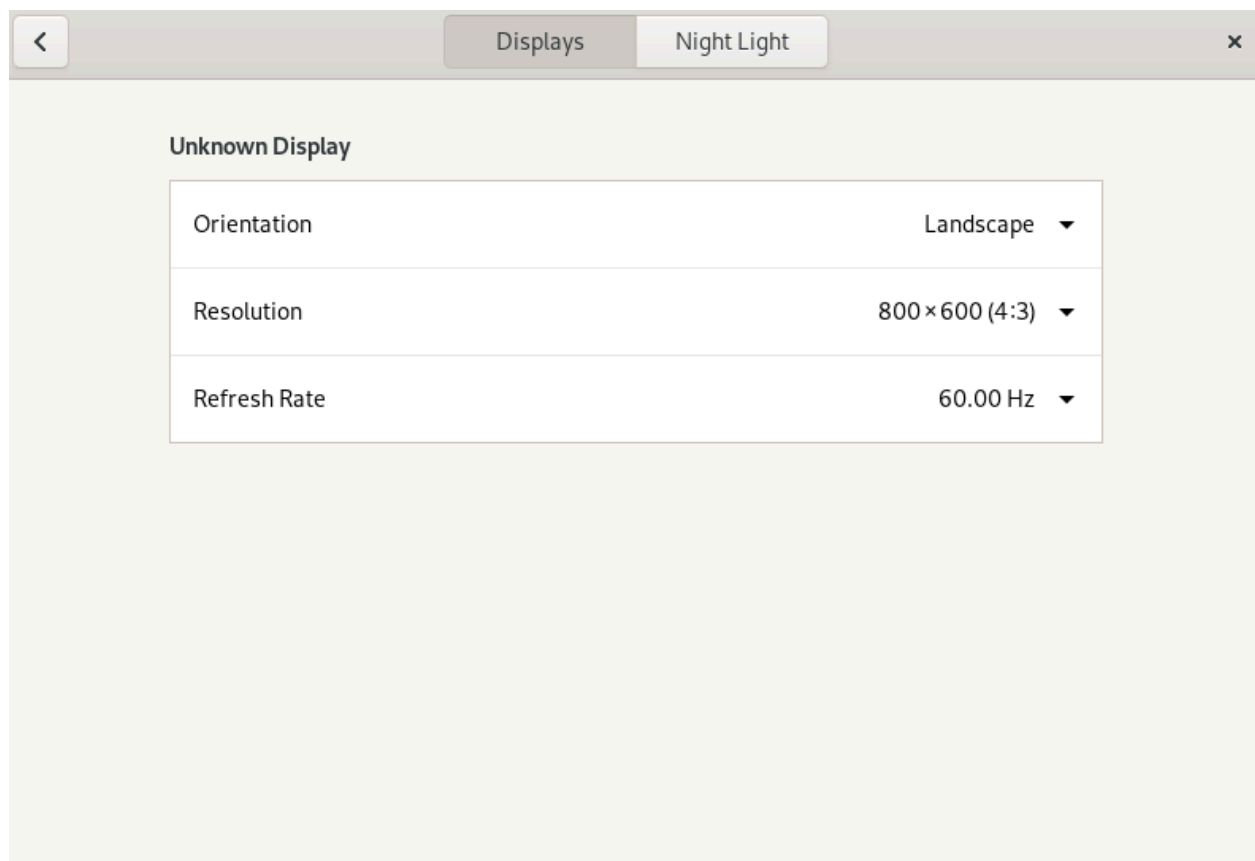 Displays Night Light
Unknown Display
Orientation Landscape
Resolution 800×600 (4:3)
Refresh Rate 60.00 Hz